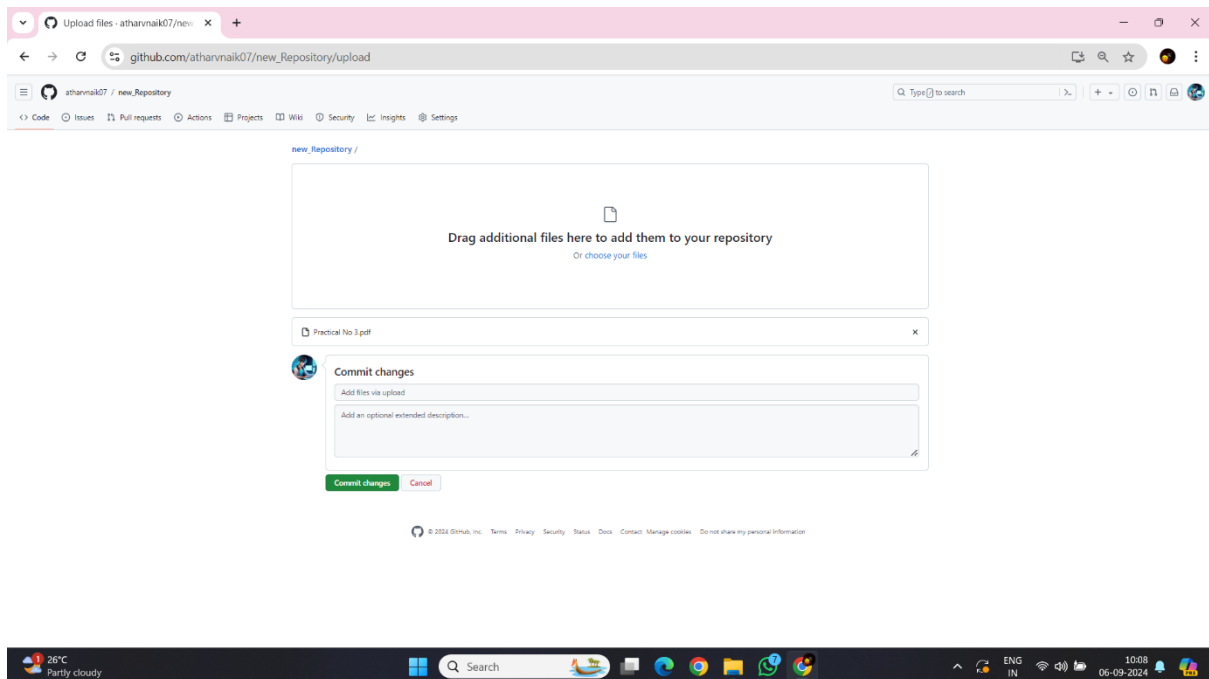 Upload files - atharvnaik07/new
github.com/atharvnaik07/new_Repository/upload
atharvnaik07 / new_Repository
Type / to search
Code Issues Pull requests Actions Projects Wiki Security Insights Settings
new_Repository /
Drag additional files here to add them to your repository
Or choose your files
Practical No 3.pdf
Commit changes
Add files via upload
Add an optional extended description...
Commit changes Cancel
© 2024 GitHub, Inc. Terms Privacy Security Status Docs Contact Manage cookies Do not share my personal information
1
26°C
Partly cloudy
Search
7
ENG
IN
10:08
06-09-2024
PRE